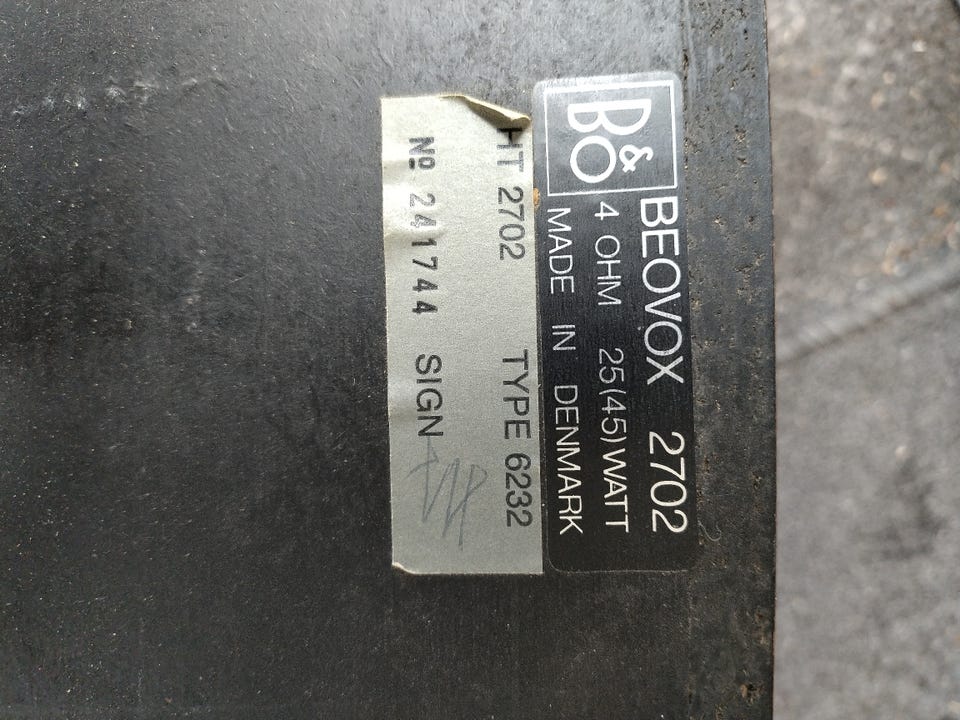 B&O
BEOVOX 2702
4 OHM 25(45)WATT
MADE IN DENMARK
HT 2702 TYPE 6232
№ 241744 SIGN